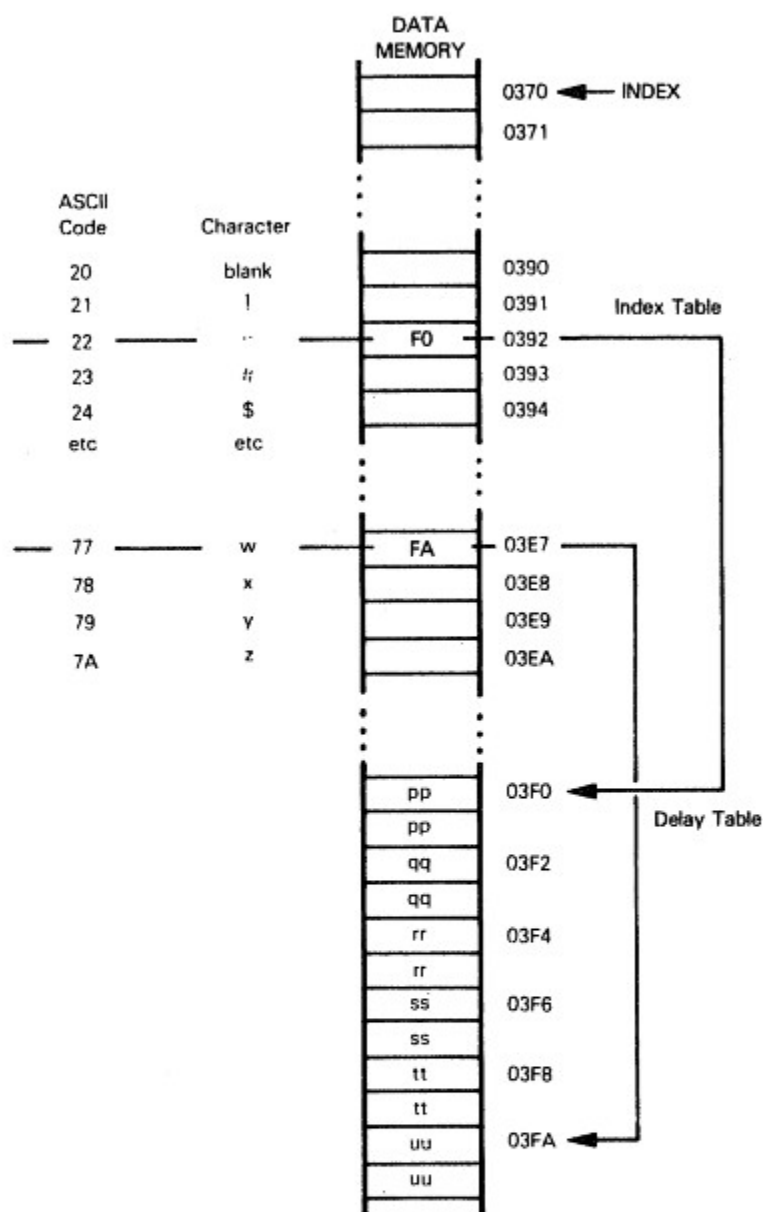 DATA
MEMORY
0370 INDEX
0371
ASCII
Code Character
20 blank 0390
21 ! 0391
Index Table
22 " F0 0392
23 # 0393
24 $ 0394
etc etc
77 w FA 03E7
78 x 03E8
79 y 03E9
7A z 03EA
pp 03F0
pp
Delay Table
qq 03F2
qq
rr 03F4
rr
ss 03F6
ss
tt 03F8
tt
uu 03FA
uu